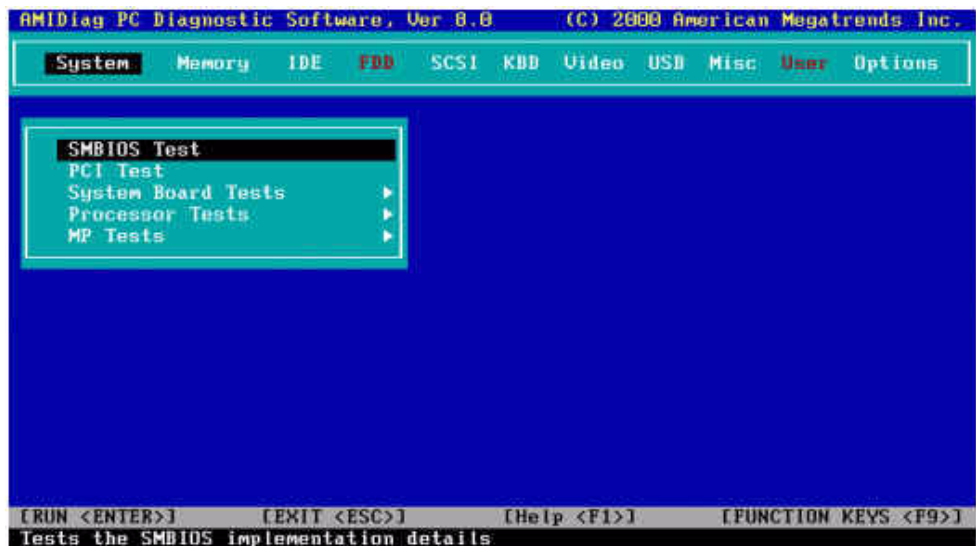 AMIDiag PC Diagnostic Software, Ver 8.0 (C) 2000 American Megatrends Inc.
System Memory IDE FDD SCSI KBD Video USB Misc User Options
SMBIOS Test
PCI Test
System Board Tests
Processor Tests
MP Tests
[RUN <ENTER>] [EXIT <ESC>] [Help <F1>] [FUNCTION KEYS <F9>]
Tests the SMBIOS implementation details